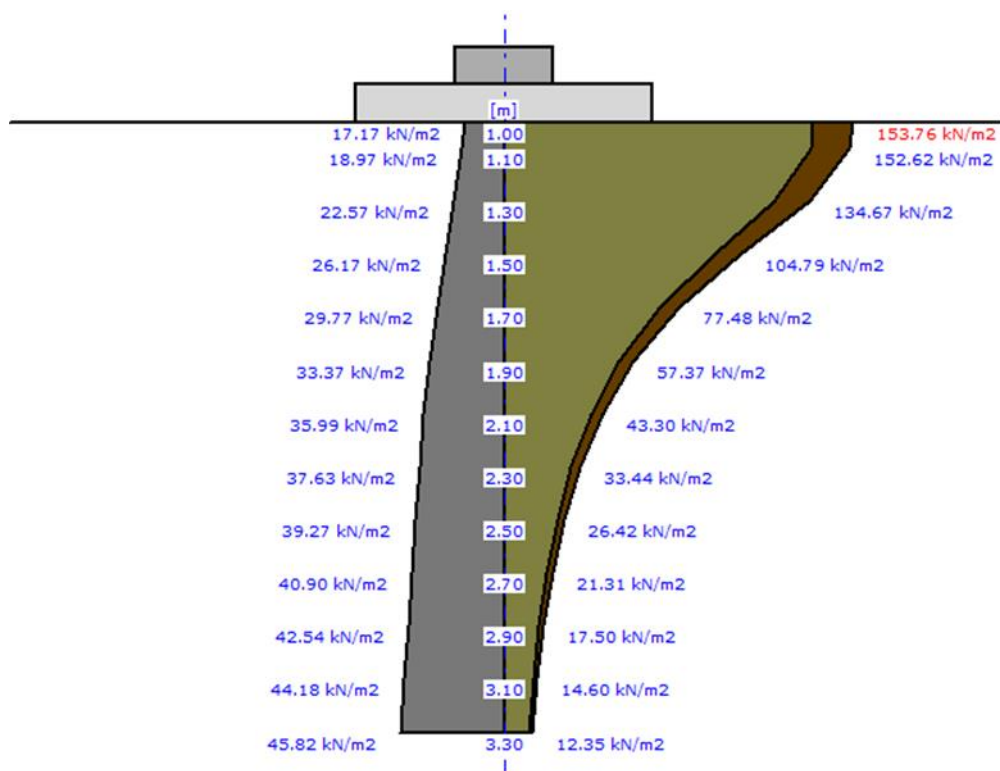 [m]
17.17 kN/m2 1.00 153.76 kN/m2
18.97 kN/m2 1.10 152.62 kN/m2
22.57 kN/m2 1.30 134.67 kN/m2
26.17 kN/m2 1.50 104.79 kN/m2
29.77 kN/m2 1.70 77.48 kN/m2
33.37 kN/m2 1.90 57.37 kN/m2
35.99 kN/m2 2.10 43.30 kN/m2
37.63 kN/m2 2.30 33.44 kN/m2
39.27 kN/m2 2.50 26.42 kN/m2
40.90 kN/m2 2.70 21.31 kN/m2
42.54 kN/m2 2.90 17.50 kN/m2
44.18 kN/m2 3.10 14.60 kN/m2
45.82 kN/m2 3.30 12.35 kN/m2